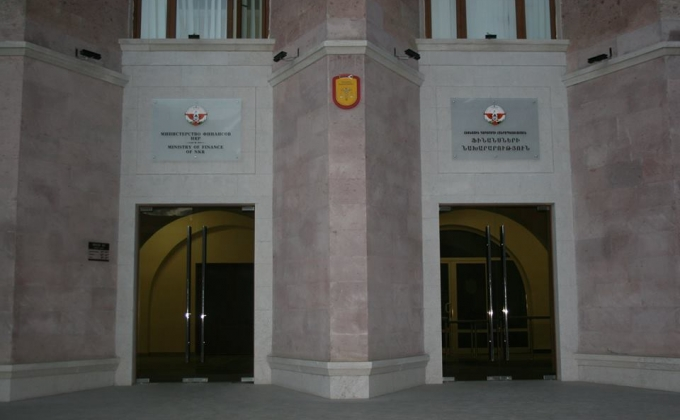 МИНИСТЕРСТВО ФИНАНСОВ
НКР
MINISTRY OF FINANCE
OF NKR
ՖԻՆԱՆՍՆԵՐԻ
ՆԱԽԱՐԱՐՈՒԹՅՈՒՆ